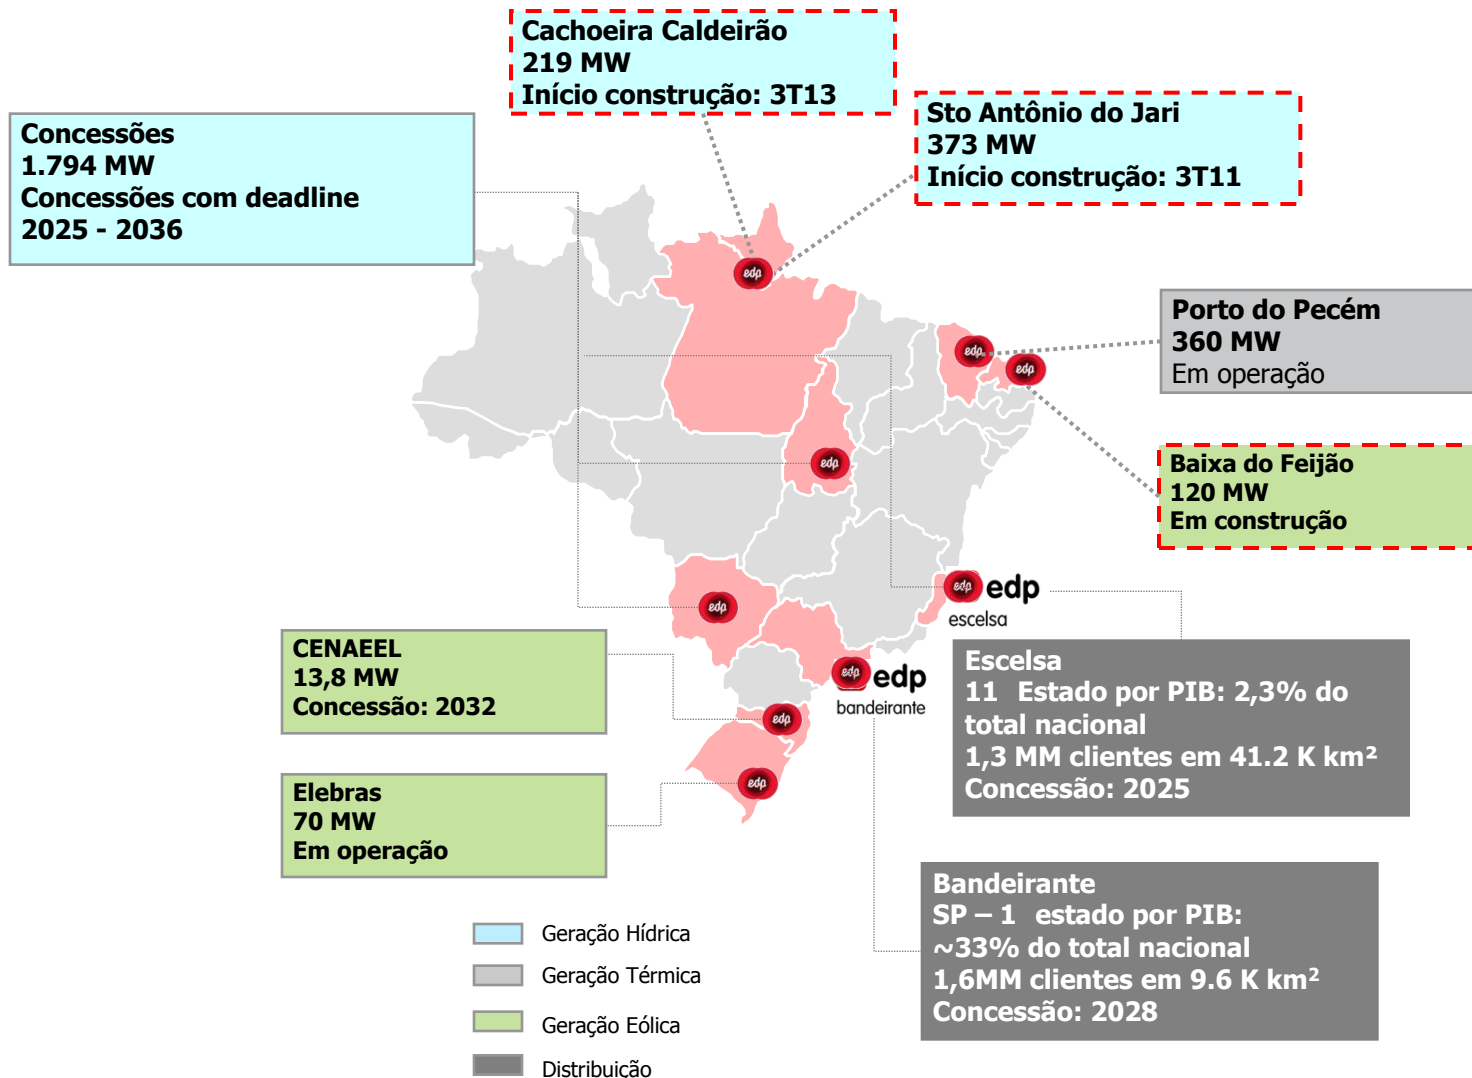 Cachoeira Caldeirão
219 MW
Início construção: 3T13
Sto Antônio do Jari
373 MW
Início construção: 3T11
Concessões
1.794 MW
Concessões com deadline
2025 - 2036
edp
Porto do Pecém
360 MW
Em operação
edp
edp
Baixa do Feijão
120 MW
Em construção
edp
edp edp
escelsa
edp
CENAEEL
13,8 MW
Concessão: 2032
Escelsa
11 Estado por PIB: 2,3% do
total nacional
1,3 MM clientes em 41.2 K km²
Concessão: 2025
edp edp
bandeirante
edp
Elebras
70 MW
Em operação
edp
Bandeirante
SP – 1 estado por PIB:
~33% do total nacional
1,6MM clientes em 9.6 K km²
Concessão: 2028
Geração Hídrica
Geração Térmica
Geração Eólica
Distribuição